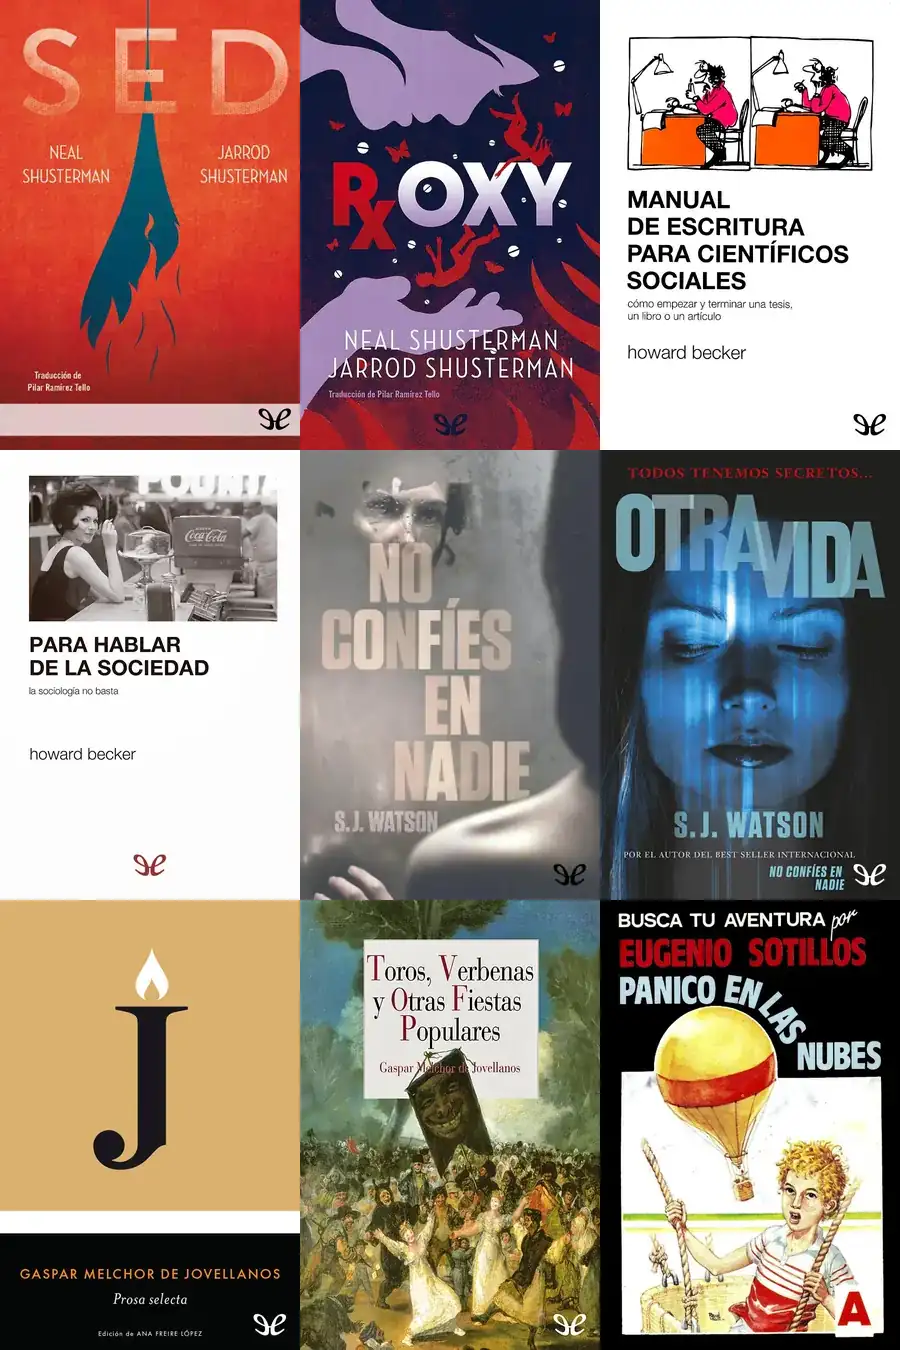 SED
NEAL
SHUSTERMAN
JARROD
SHUSTERMAN
Traducción de
Pilar Ramírez Tello
RxOXY
NEAL SHUSTERMAN
JARROD SHUSTERMAN
Traducción de Pilar Ramírez Tello
MANUAL
DE ESCRITURA
PARA CIENTÍFICOS
SOCIALES
cómo empezar y terminar una tesis,
un libro o un artículo
howard becker
Coca-Cola
PARA HABLAR
DE LA SOCIEDAD
la sociología no basta
howard becker
NO
CONFÍES
EN
NADIE
S.J. WATSON
TODOS TENEMOS SECRETOS...
OTRA
VIDA
S.J. WATSON
POR EL AUTOR DEL BEST SELLER INTERNACIONAL
NO CONFÍES EN
NADIE
J
GASPAR MELCHOR DE JOVELLANOS
Prosa selecta
Edición de ANA FREIRE LÓPEZ
Toros, Verbenas
y Otras Fiestas
Populares
Gaspar Melchor de Jovellanos
BUSCA TU AVENTURA por
EUGENIO SOTILLOS
PANICO EN LAS
NUBES
A